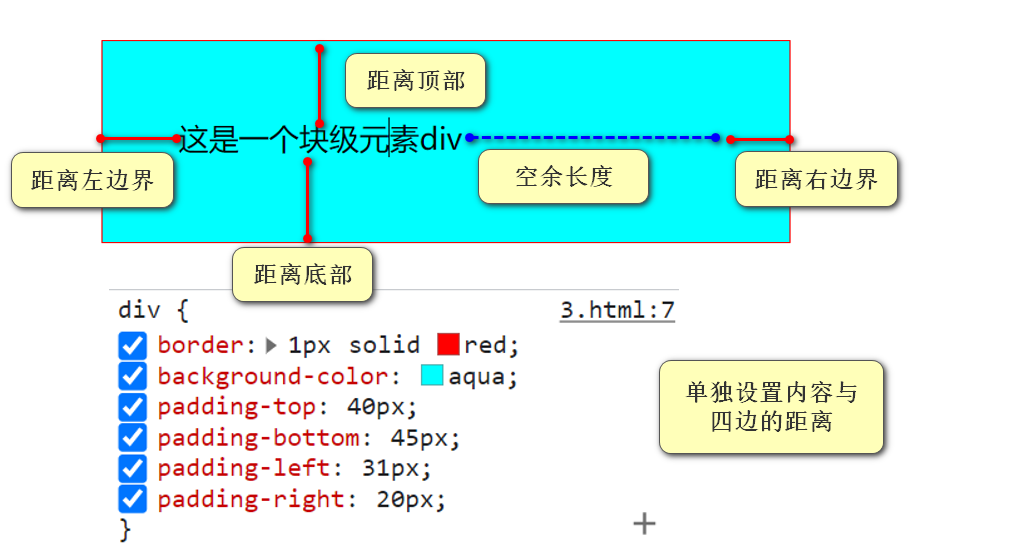 距离顶部
这是一个块级元素div
距离左边界
空余长度
距离右边界
距离底部
div {
3.html:7
border: 1px solid red;
background-color: aqua;
padding-top: 40px;
padding-bottom: 45px;
padding-left: 31px;
padding-right: 20px;
}
单独设置内容与
四边的距离